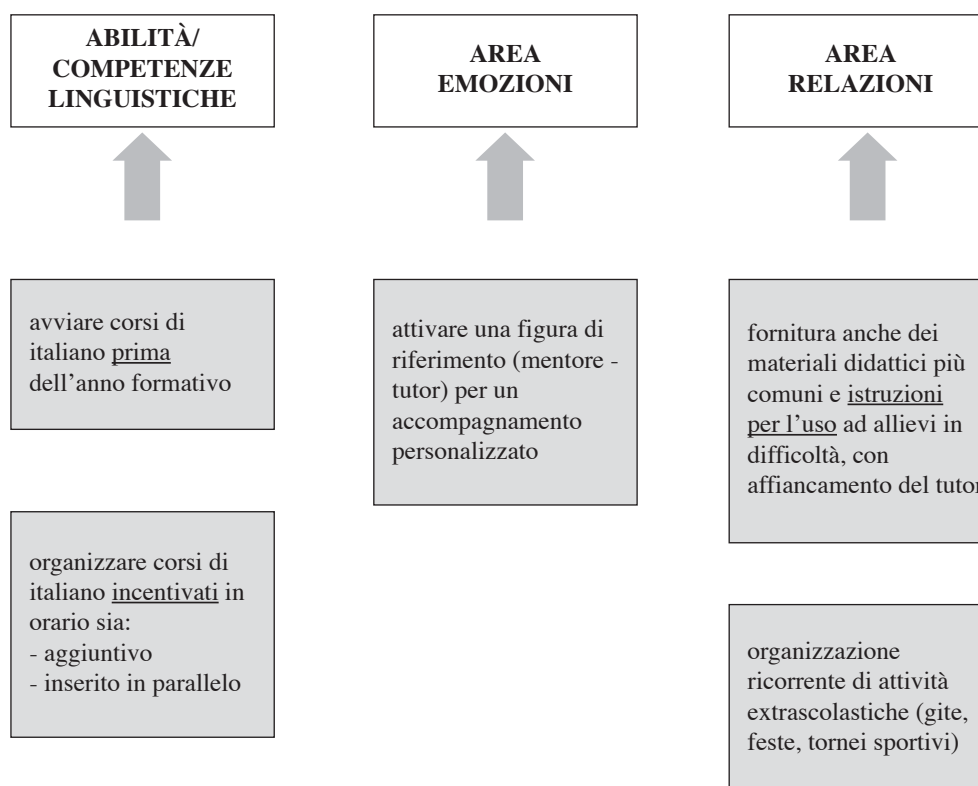 ABILITÀ/
COMPETENZE
LINGUISTICHE
AREA
EMOZIONI
AREA
RELAZIONI
avviare corsi di
italiano prima
dell’anno formativo
organizzare corsi di
italiano incentivati in
orario sia:
- aggiuntivo
- inserito in parallelo
attivare una figura di
riferimento (mentore -
tutor) per un
accompagnamento
personalizzato
fornitura anche dei
materiali didattici più
comuni e istruzioni
per l’uso ad allievi in
difficoltà, con
affiancamento del tutor
organizzazione
ricorrente di attività
extrascolastiche (gite,
feste, tornei sportivi)